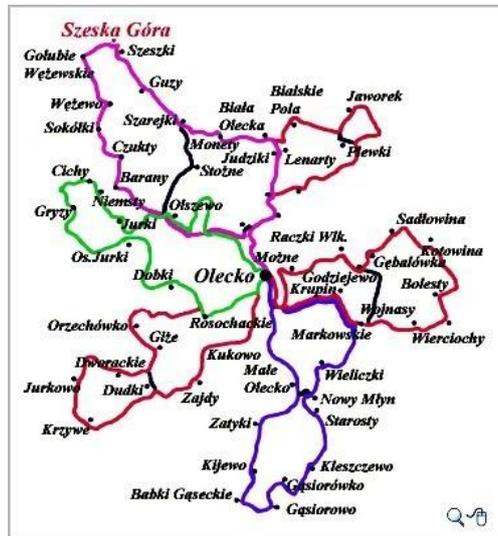 Szeska Góra
Gołubie
Wężewskie
Szeszki
Guzy
Wężewo
Sokółki
Szarejki
Biała
Olecka
Bialskie
Pola
Jaworek
Czukty
Monety
Judziki
Lenarty
Plewki
Cichy
Barany
Stożne
Niemsty
Olszewo
Gryzy
Jurki
Sadłowina
Raczki Wlk.
Kotowina
Os.Jurki
Możne
Gębalówka
Olecko
Godziejewo
Dobki
Krupin
Bolesty
Wojnasy
Orzechówko
Rosochackie
Markowskie
Wierciochy
Giże
Kukowo
Dworackie
Małe
Olecko
Wieliczki
Jurkowo
Dudki
Zajdy
Nowy Młyn
Krzywe
Zatyki
Starosty
Kijewo
Kleszczewo
Gąsiorówko
Babki Gąseckie
Gąsiorowo